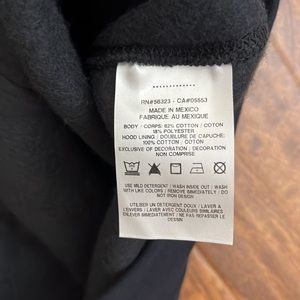 RN#56323 - CA#05553
MADE IN MEXICO
FABRIQUE AU MEXIQUE
BODY / CORPS: 82% COTTON / COTON
18% POLYESTER
HOOD LINING / DOUBLURE DE CAPUCHE:
100% COTTON / COTON
EXCLUSIVE OF DECORATION / DECORATION
NON COMPRISE
USE MILD DETERGENT / WASH INSIDE OUT / WASH
WITH LIKE COLORS / REMOVE IMMEDIATELY / DO
NOT IRON DESIGN
UTILISER UN DETERGENT DOUX / A L'ENVERS /
LAVER AVEC COULEURS SIMILAIRES
ENLEVER IMMEDIATEMENT / NE PAS REPASSER LE
DESSIN